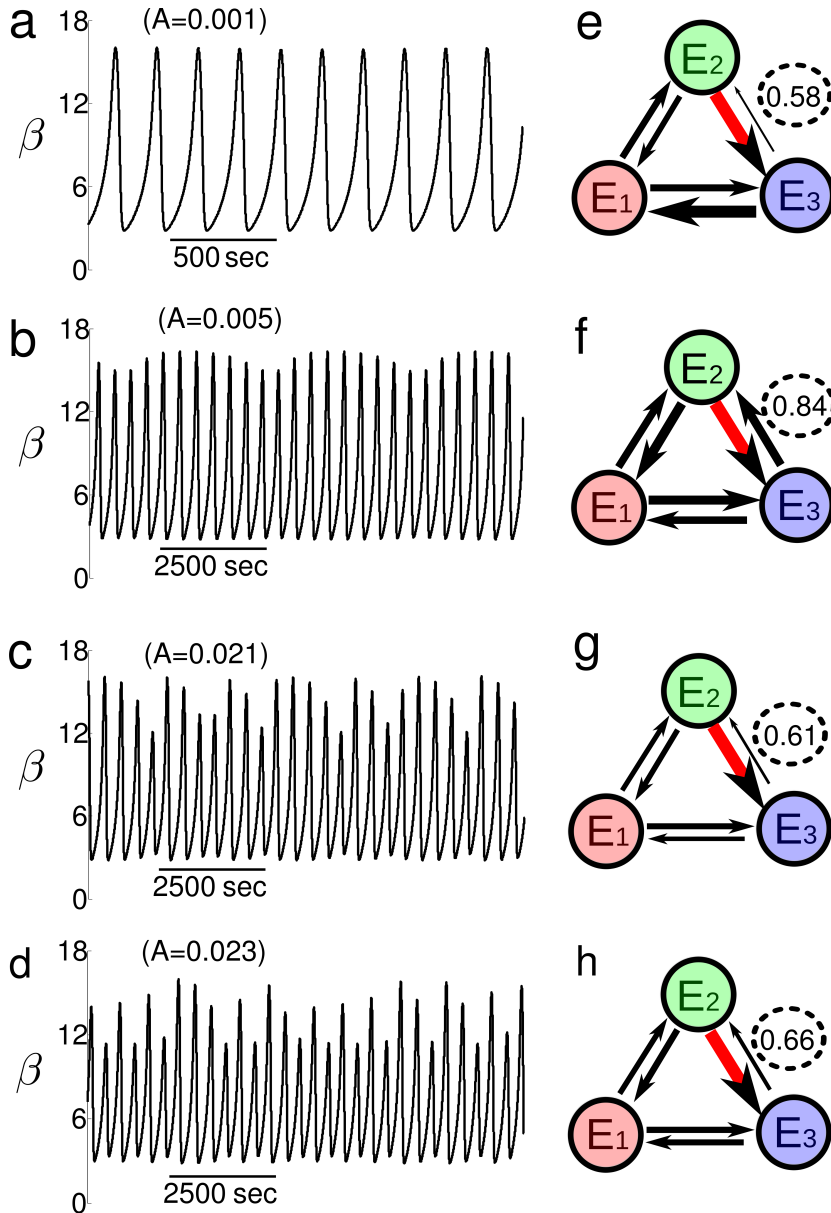 a
(A=0.001)
18
12
β
6
0
500 sec
e
E2
0.58
E1
E3
b
(A=0.005)
18
12
β
6
0
2500 sec
f
E2
0.84
E1
E3
c
(A=0.021)
18
12
β
6
0
2500 sec
g
E2
0.61
E1
E3
d
(A=0.023)
18
12
β
6
0
2500 sec
h
E2
0.66
E1
E3